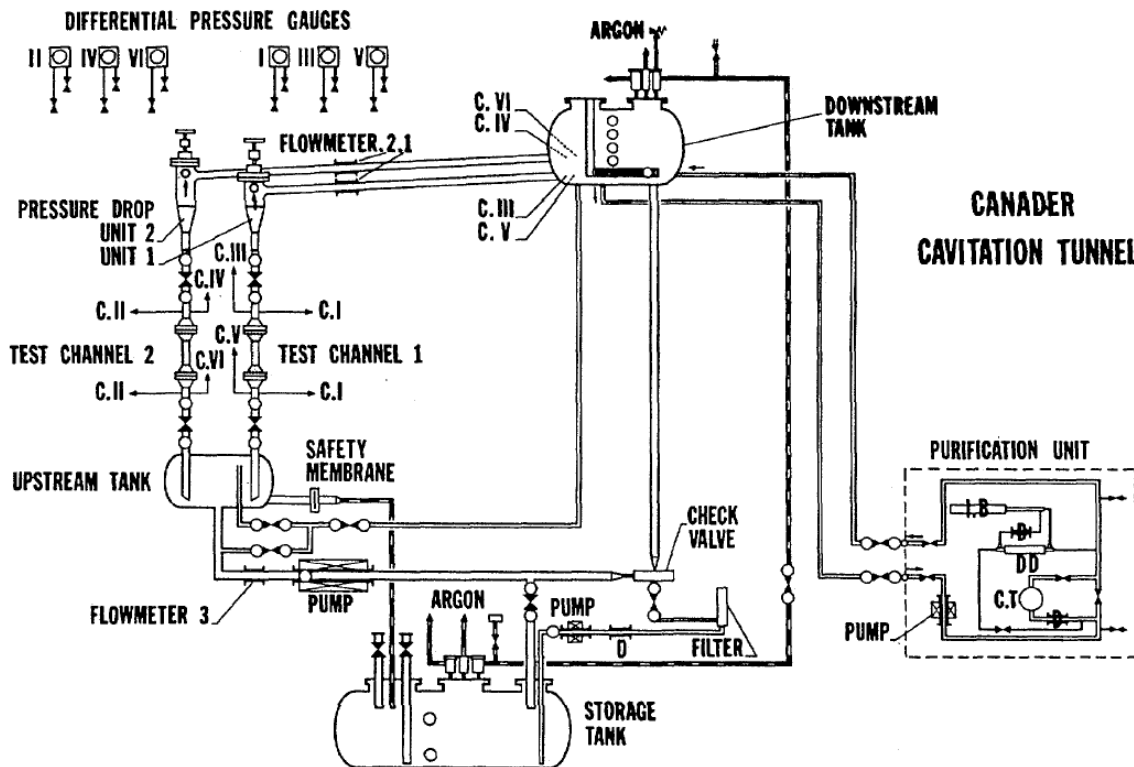 DIFFERENTIAL PRESSURE GAUGES
II IV VI I III V
ARGON
C. VI
C. IV
DOWNSTREAM
TANK
FLOWMETER.2.1
C. III
C. V
CANADER
CAVITATION TUNNEL
PRESSURE DROP
UNIT 2
UNIT 1
C.III
C.IV
C.II
C.I
C.V
TEST CHANNEL 2
TEST CHANNEL 1
C.VI
C.II
C.I
SAFETY
MEMBRANE
UPSTREAM TANK
PURIFICATION UNIT
I.B
D
DD
C.T
D
PUMP
CHECK
VALVE
PUMP
FLOWMETER 3
ARGON
PUMP
D
FILTER
STORAGE
TANK